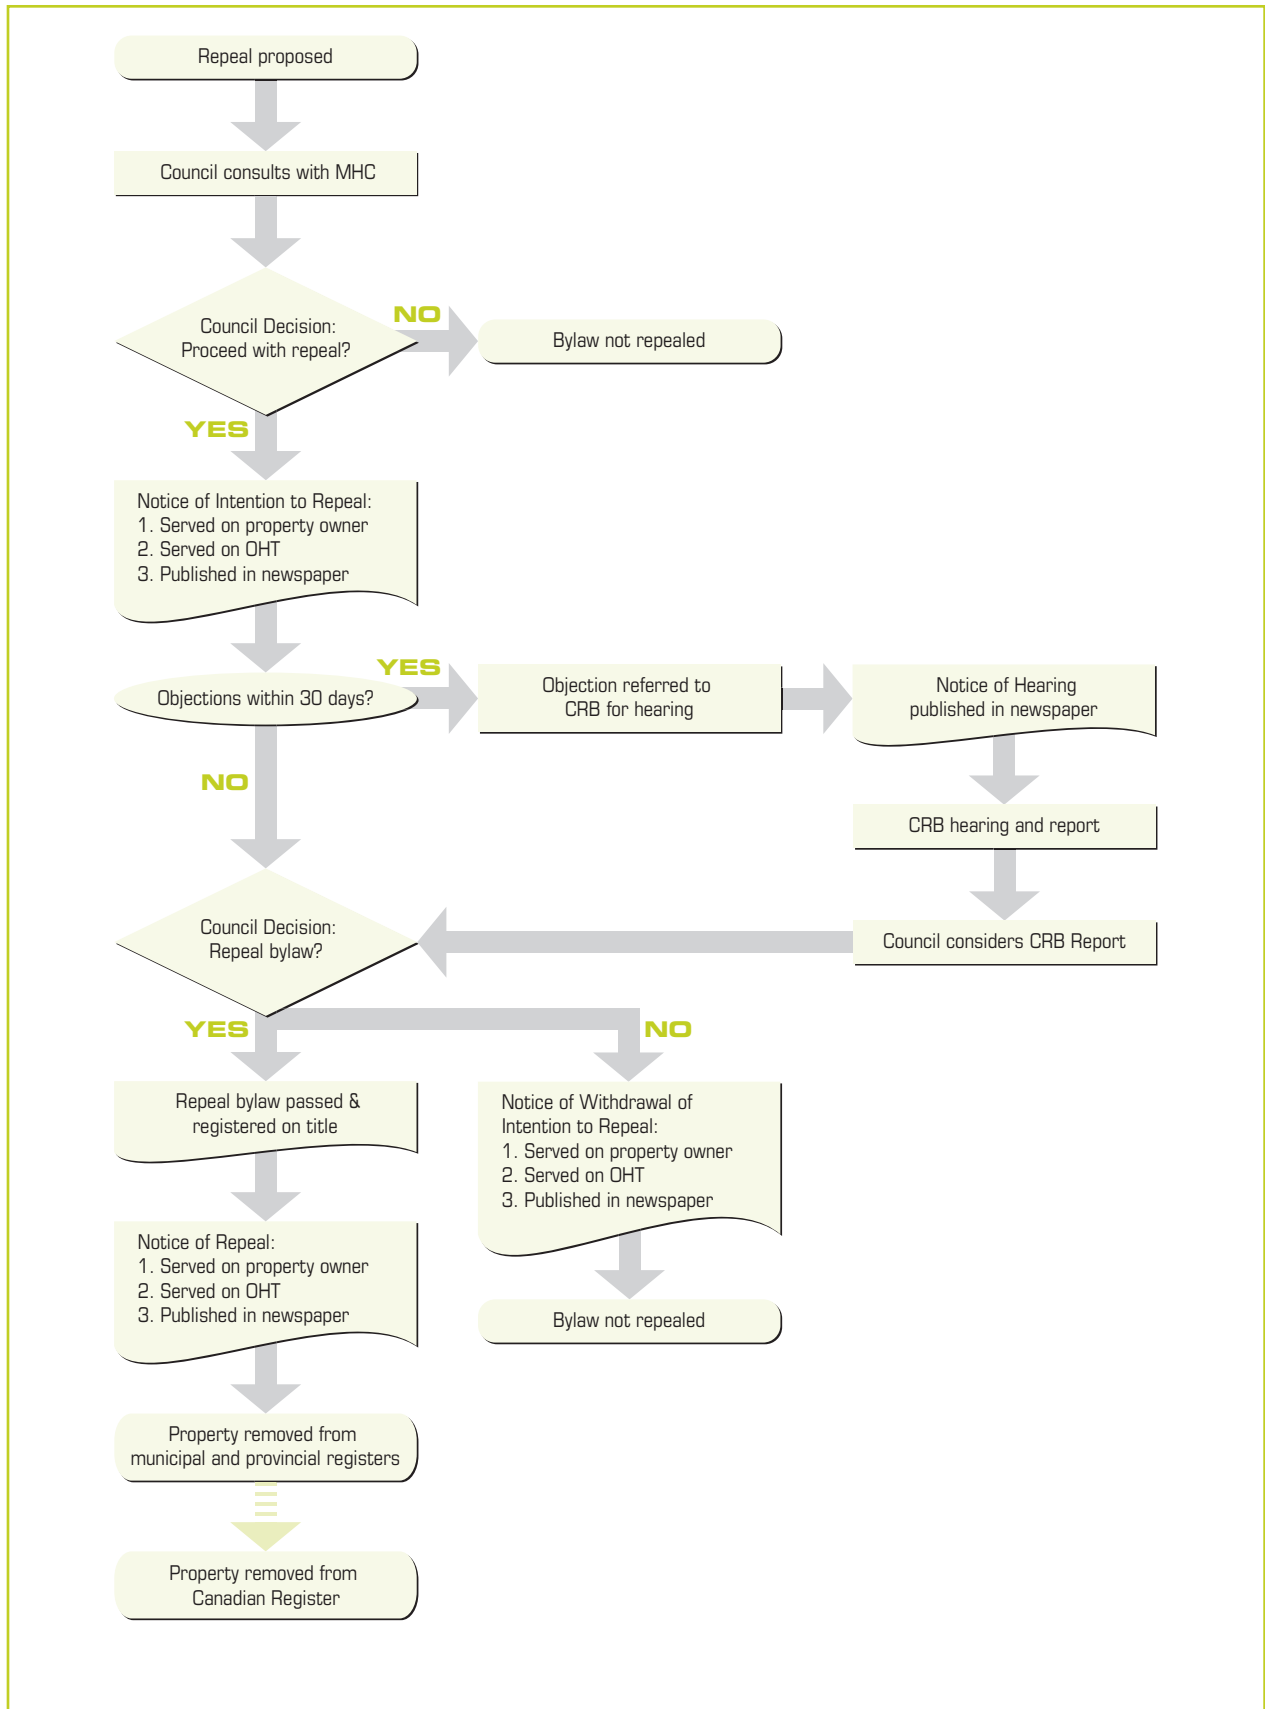 Repeal proposed
Council consults with MHC
Council Decision:
Proceed with repeal?
NO
Bylaw not repealed
YES
Notice of Intention to Repeal:
1. Served on property owner
2. Served on OHT
3. Published in newspaper
Objections within 30 days?
YES
Objection referred to
CRB for hearing
Notice of Hearing
published in newspaper
NO
CRB hearing and report
Council considers CRB Report
Council Decision:
Repeal bylaw?
YES
NO
Repeal bylaw passed &
registered on title
Notice of Withdrawal of
Intention to Repeal:
1. Served on property owner
2. Served on OHT
3. Published in newspaper
Notice of Repeal:
1. Served on property owner
2. Served on OHT
3. Published in newspaper
Bylaw not repealed
Property removed from
municipal and provincial registers
Property removed from
Canadian Register